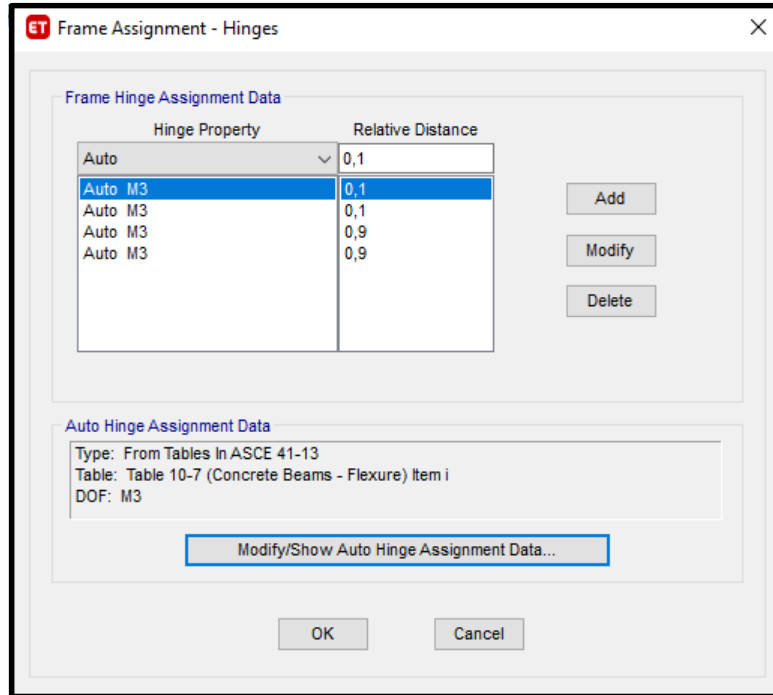 ET Frame Assignment - Hinges
Frame Hinge Assignment Data
Hinge Property Relative Distance
Auto 0,1
Auto M3 0,1
Auto M3 0,1
Auto M3 0,9
Auto M3 0,9
Add
Modify
Delete
Auto Hinge Assignment Data
Type: From Tables In ASCE 41-13
Table: Table 10-7 (Concrete Beams - Flexure) Item i
DOF: M3
Modify/Show Auto Hinge Assignment Data...
OK Cancel